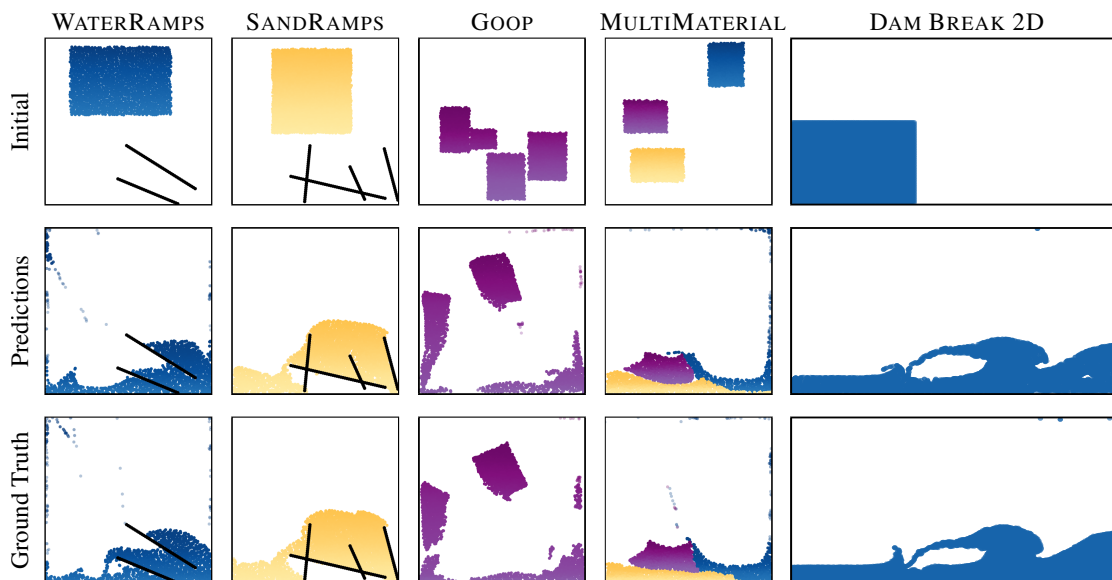 WATERRAMPS SANDRAMPS GOOP MULTIMATERIAL DAM BREAK 2D
Initial
Predictions
Ground Truth